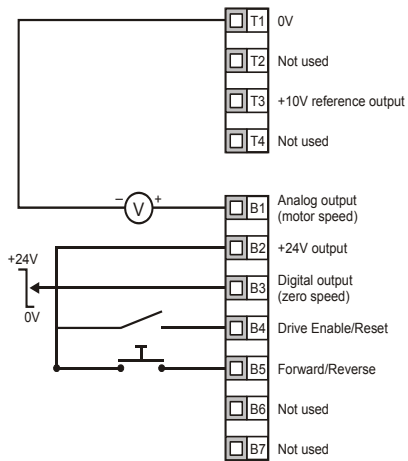 T1 0V
T2 Not used
T3 +10V reference output
T4 Not used
– V +
B1 Analog output
(motor speed)
B2 +24V output
+24V
B3 Digital output
(zero speed)
0V
B4 Drive Enable/Reset
B5 Forward/Reverse
B6 Not used
B7 Not used